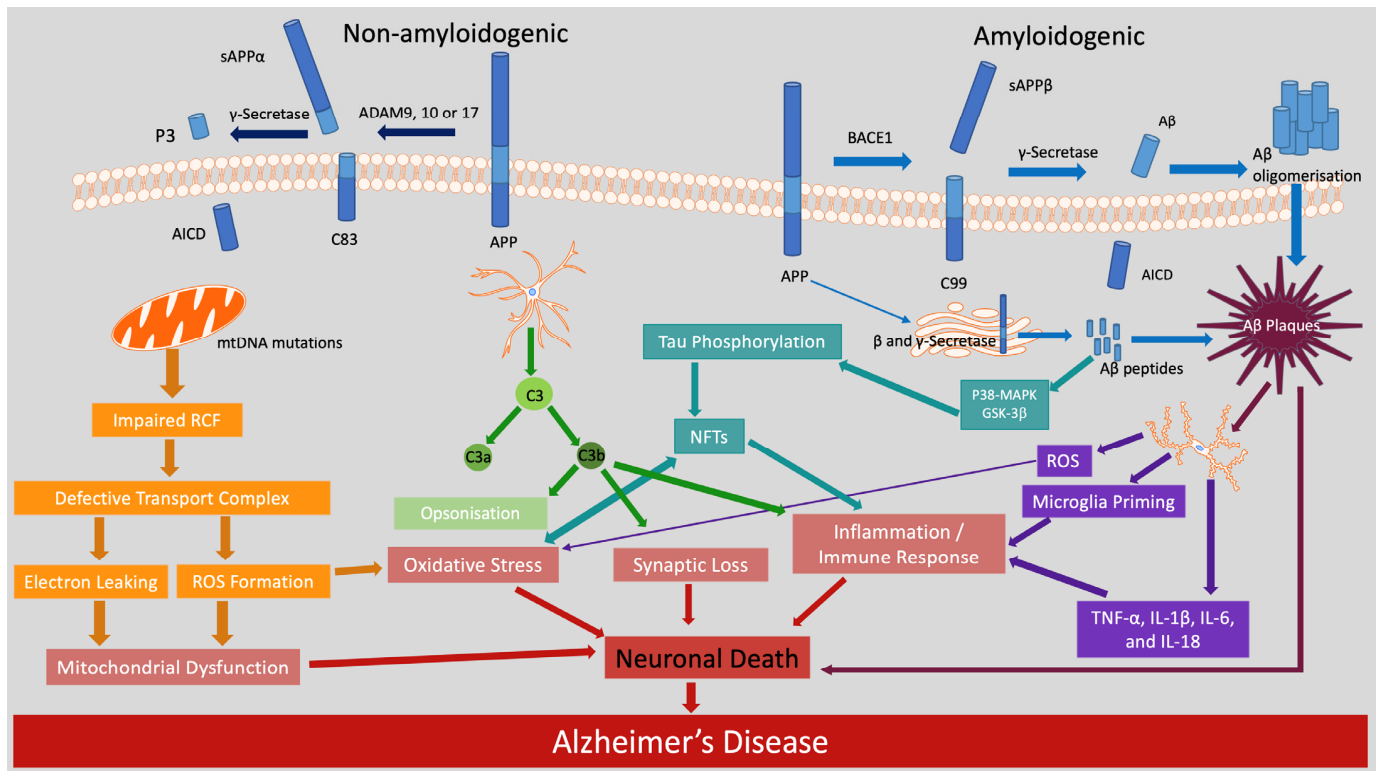 Non-amyloidogenic
Amyloidogenic
sAPPα
sAPPβ
γ-Secretase
ADAM9, 10 or 17
P3
BACE1
γ-Secretase
Aβ
Aβ
oligomerisation
AICD
C83
APP
APP
C99
AICD
mtDNA mutations
β and γ-Secretase
Aβ peptides
Aβ Plaques
Tau Phosphorylation
P38-MAPK
GSK-3β
C3
Impaired RCF
NFTs
C3a
C3b
ROS
Defective Transport Complex
Microglia Priming
Opsonisation
Inflammation /
Immune Response
Oxidative Stress
Synaptic Loss
Electron Leaking
ROS Formation
TNF-α, IL-1β, IL-6,
and IL-18
Mitochondrial Dysfunction
Neuronal Death
Alzheimer’s Disease